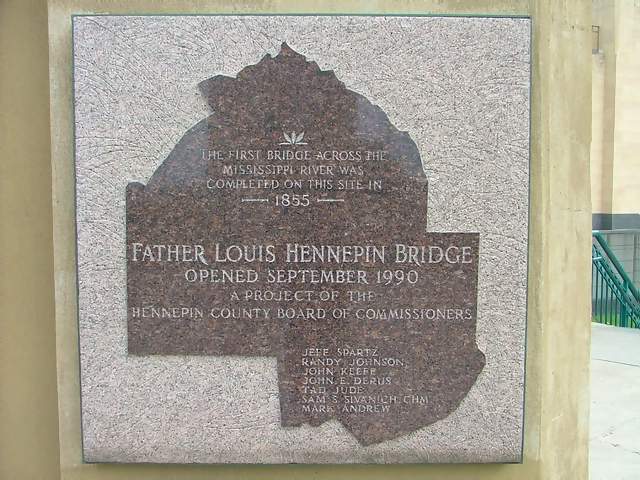 THE FIRST BRIDGE ACROSS THE
MISSISSIPPI RIVER WAS
COMPLETED ON THIS SITE IN
— 1855 —
FATHER LOUIS HENNEPIN BRIDGE
OPENED SEPTEMBER 1990
A PROJECT OF THE
HENNEPIN COUNTY BOARD OF COMMISSIONERS
JEFF SPARTZ
RANDY JOHNSON
JOHN KEEFE
JOHN E. DERUS
TAD JUDE
SAM S. SIVANICH CHM.
MARK ANDREW